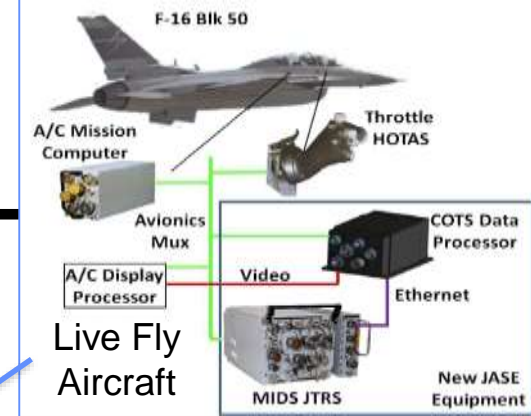 F-16 Blk 50
A/C Mission
Computer
Throttle
HOTAS
Avionics
Mux
COTS Data
Processor
A/C Display
Processor
Video
Ethernet
Live Fly
Aircraft
MIDS JTRS
New JASE
Equipment